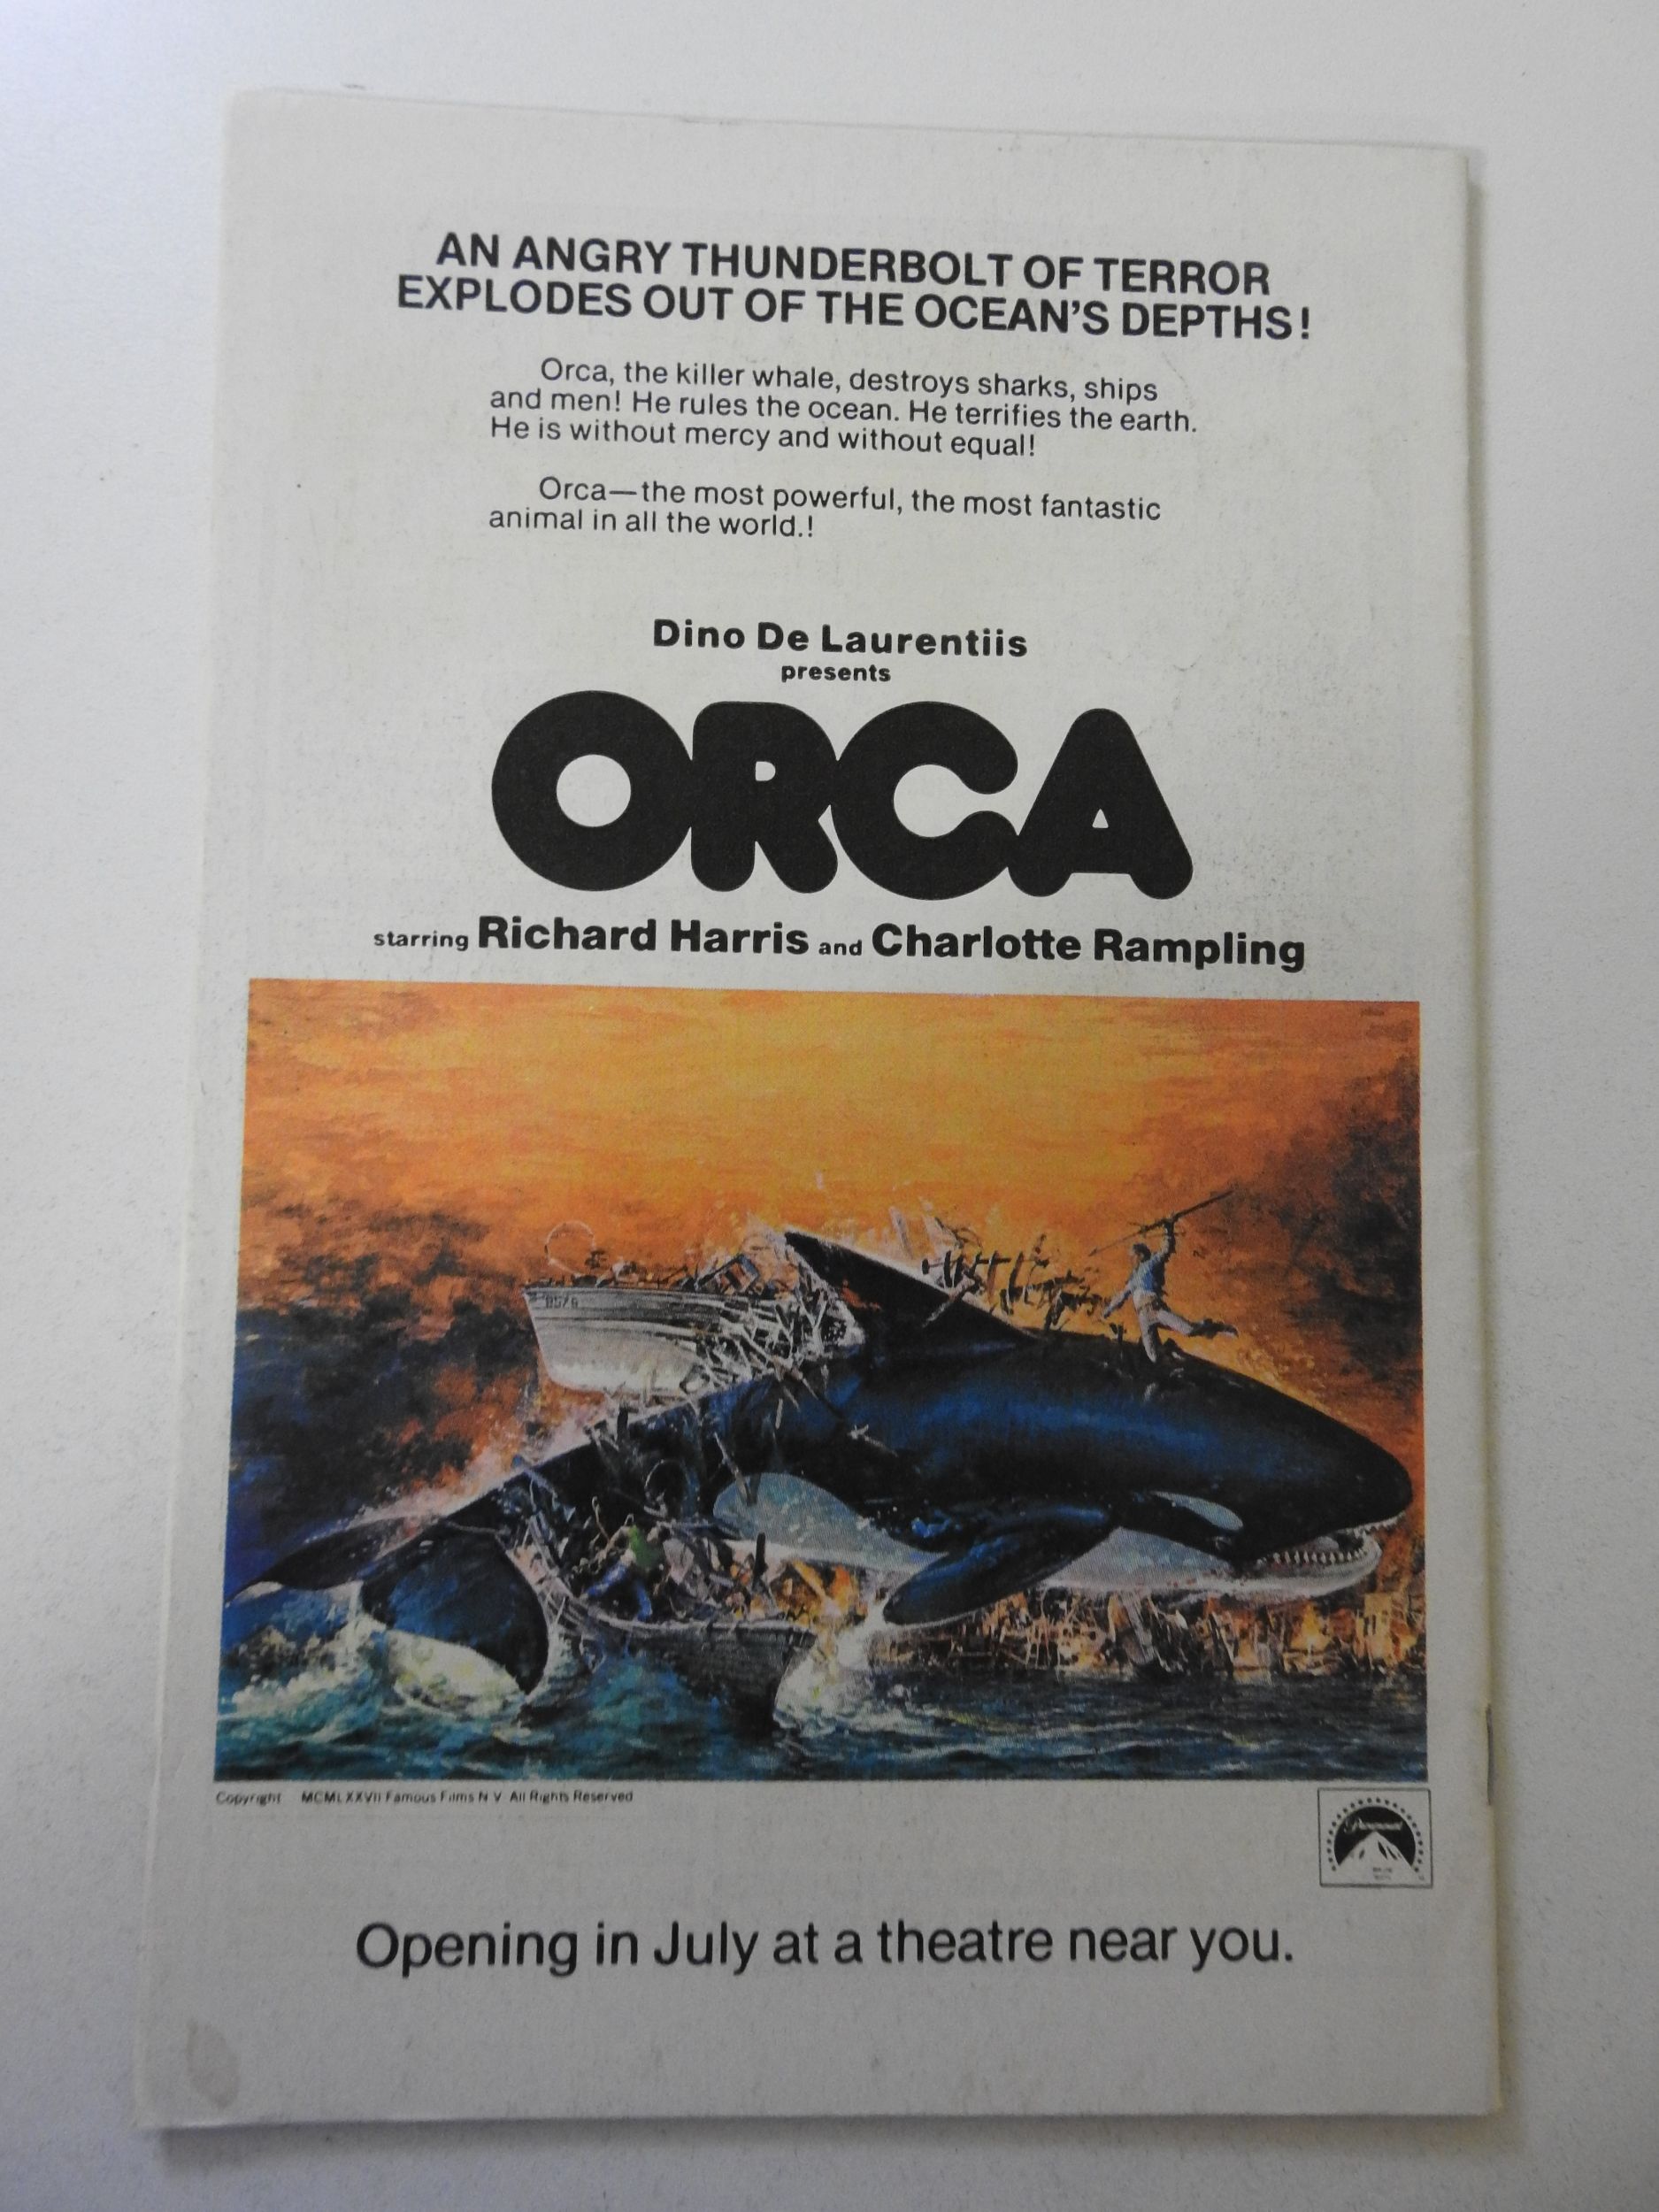 AN ANGRY THUNDERBOLT OF TERROR
EXPLODES OUT OF THE OCEAN'S DEPTHS!
Orca, the killer whale, destroys sharks, ships
and men! He rules the ocean. He terrifies the earth.
He is without mercy and without equal!
Orca—the most powerful, the most fantastic
animal in all the world.!
Dino De Laurentiis
presents
ORCA
starring Richard Harris and Charlotte Rampling
Copyright MCMLXXVII Famous Films N V All Rights Reserved
Paramount
Opening in July at a theatre near you.